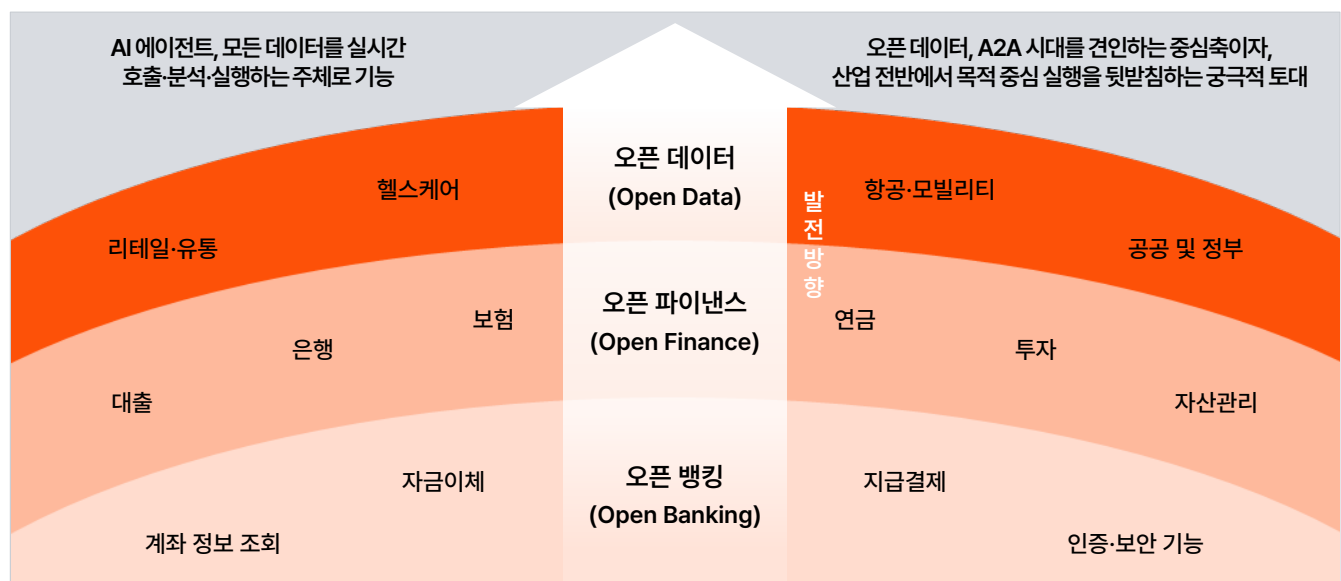 AI 에이전트, 모든 데이터를 실시간
호출·분석·실행하는 주체로 기능
오픈 데이터, A2A 시대를 견인하는 중심축이자,
산업 전반에서 목적 중심 실행을 뒷받침하는 궁극적 토대
오픈 데이터
(Open Data)
발전방향
헬스케어
항공·모빌리티
리테일·유통
공공 및 정부
오픈 파이낸스
(Open Finance)
보험
연금
은행
투자
대출
자산관리
오픈 뱅킹
(Open Banking)
자금이체
지급결제
계좌 정보 조회
인증·보안 기능